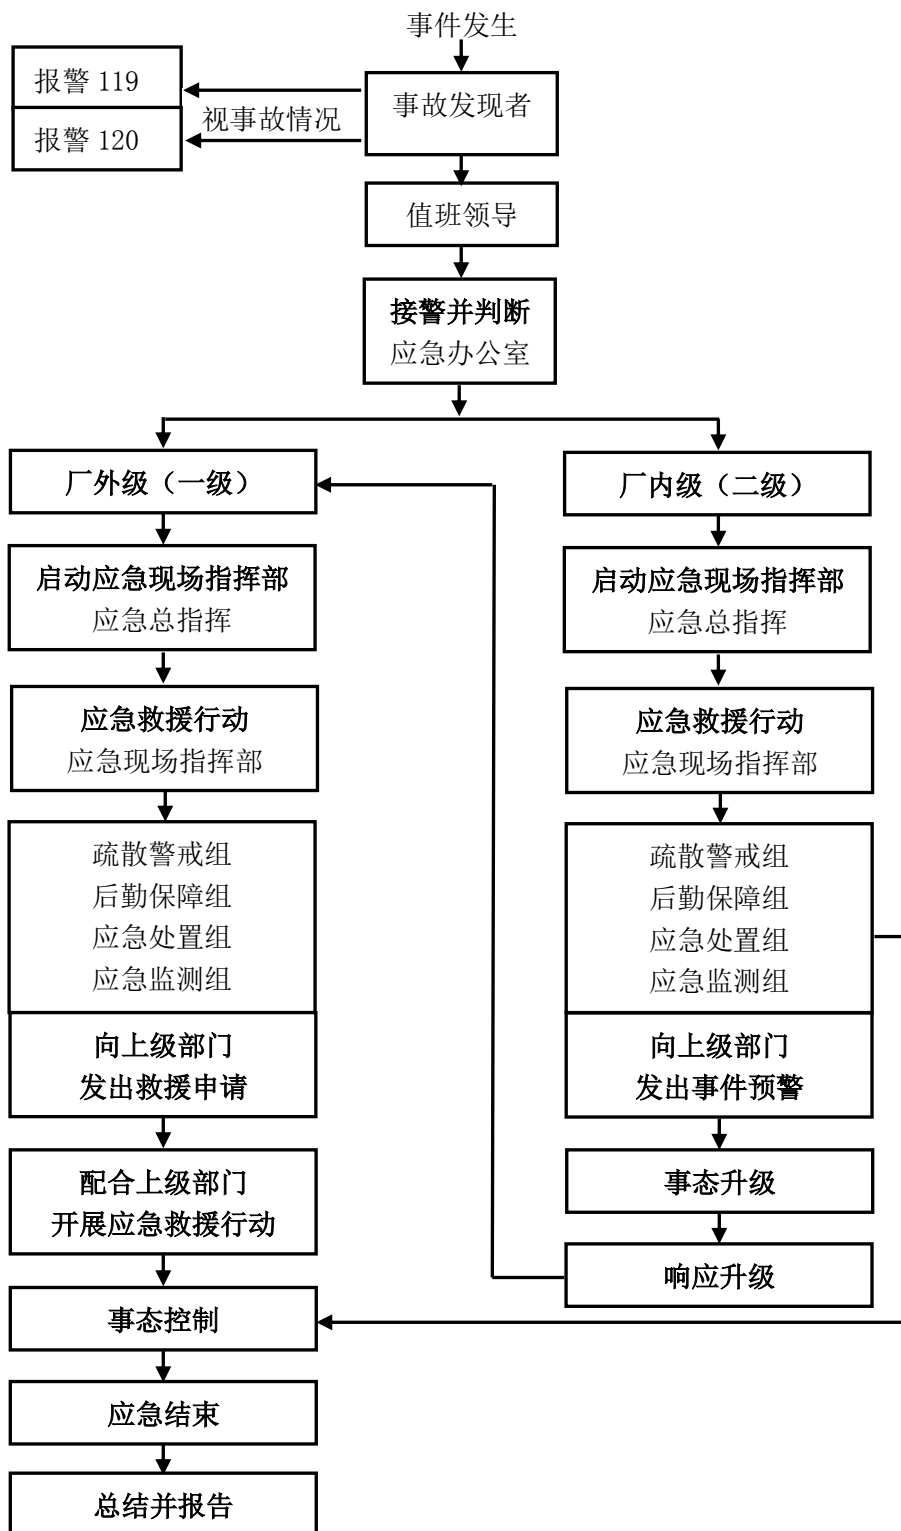 事件发生
报警 119
事故发现者
视事故情况
报警 120
值班领导
接警并判断
应急办公室
厂外级（一级）
启动应急现场指挥部
应急总指挥
应急救援行动
应急现场指挥部
疏散警戒组
后勤保障组
应急处置组
应急监测组
向上级部门
发出救援申请
配合上级部门
开展应急救援行动
厂内级（二级）
启动应急现场指挥部
应急总指挥
应急救援行动
应急现场指挥部
疏散警戒组
后勤保障组
应急处置组
应急监测组
向上级部门
发出事件预警
事态升级
响应升级
事态控制
应急结束
总结并报告